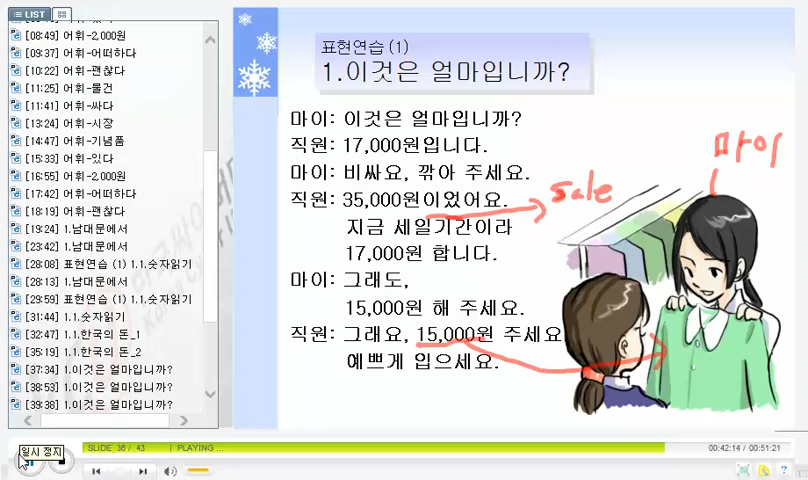 LIST
[08:49] 어휘-2,000원
[09:37] 어휘-어떠하다
[10:22] 어휘-괜찮다
[11:25] 어휘-물건
[11:41] 어휘-싸다
[13:24] 어휘-시장
[14:47] 어휘-기념품
[15:33] 어휘-있다
[16:55] 어휘-2,000원
[17:42] 어휘-어떠하다
[18:19] 어휘-괜찮다
[19:24] 1.남대문에서
[23:42] 1.남대문에서
[28:08] 표현연습 (1) 1.1.숫자읽기
[28:13] 1.남대문에서
[29:59] 표현연습 (1) 1.1.숫자읽기
[31:44] 1.1.숫자읽기
[32:47] 1.1.한국의 돈_1
[35:19] 1.1.한국의 돈_2
[37:34] 1.이것은 얼마입니까?
[38:53] 1.이것은 얼마입니까?
[39:38] 1.이것은 얼마입니까?
표현연습 (1)
1.이것은 얼마입니까?
마이: 이것은 얼마입니까?
직원: 17,000원입니다.
마이: 비싸요, 깎아 주세요.
직원: 35,000원이었어요.
지금 세일기간이라
17,000원 합니다.
마이: 그래도,
15,000원 해 주세요.
직원: 그래요, 15,000원 주세요
예쁘게 입으세요.
sale
마이
일시 정지
SLIDE 36 / 43 PLAYING ...
00:42:14 / 00:51:21